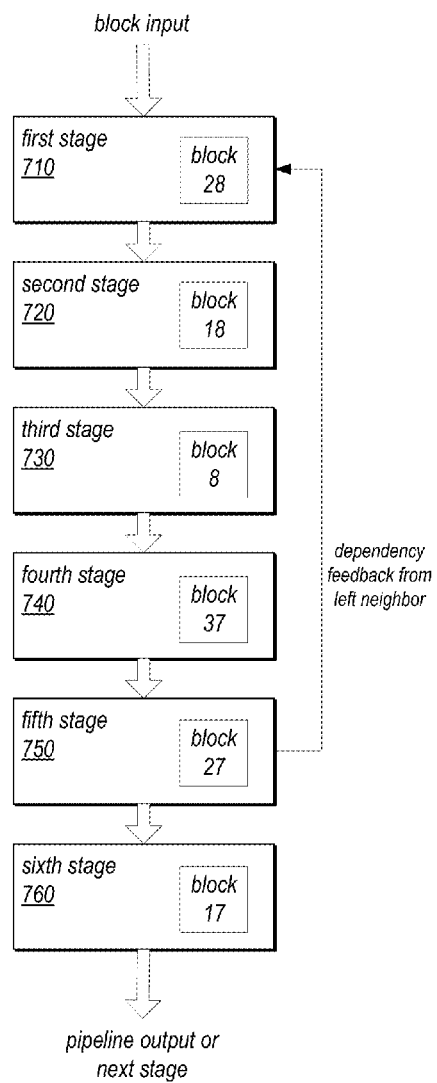 block input
first stage
710
block
28
second stage
720
block
18
third stage
730
block
8
fourth stage
740
block
37
dependency
feedback from
left neighbor
fifth stage
750
block
27
sixth stage
760
block
17
pipeline output or
next stage